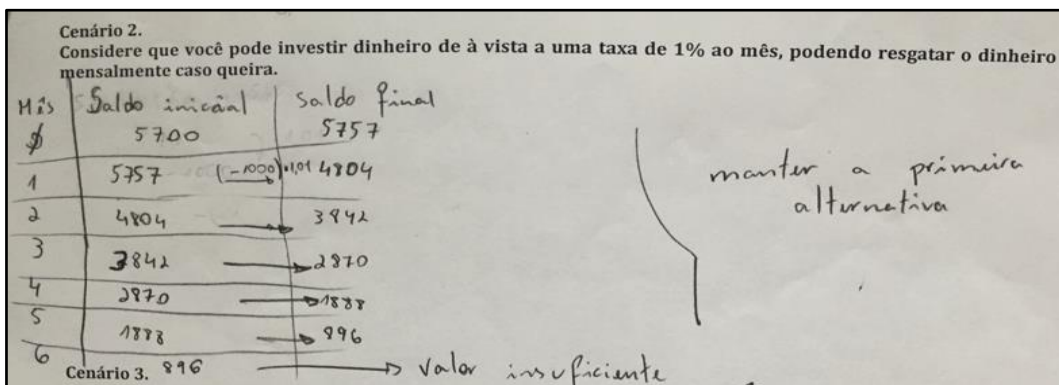 Cenário 2.
Considere que você pode investir dinheiro de à vista a uma taxa de 1% ao mês, podendo resgatar o dinheiro
mensalmente caso queira.
Mês Saldo inicial saldo final
0 5700 5757
1 5757 (-1000)·1,01 4804
2 4804 3842
3 3842 2870
4 2870 1888
5 1888 896
6 896 valor insuficiente
Cenário 3.
manter a primeira
alternativa